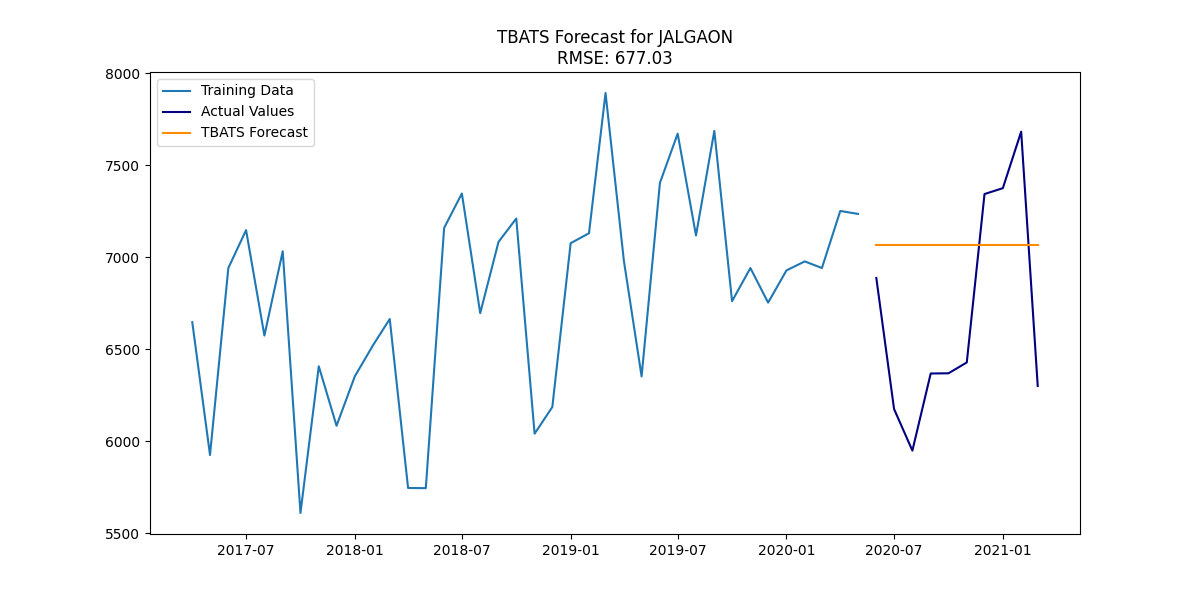 TBATS Forecast for JALGAON
RMSE: 677.03
Training Data
Actual Values
TBATS Forecast
8000
7500
7000
6500
6000
5500
2017-07
2018-01
2018-07
2019-01
2019-07
2020-01
2020-07
2021-01